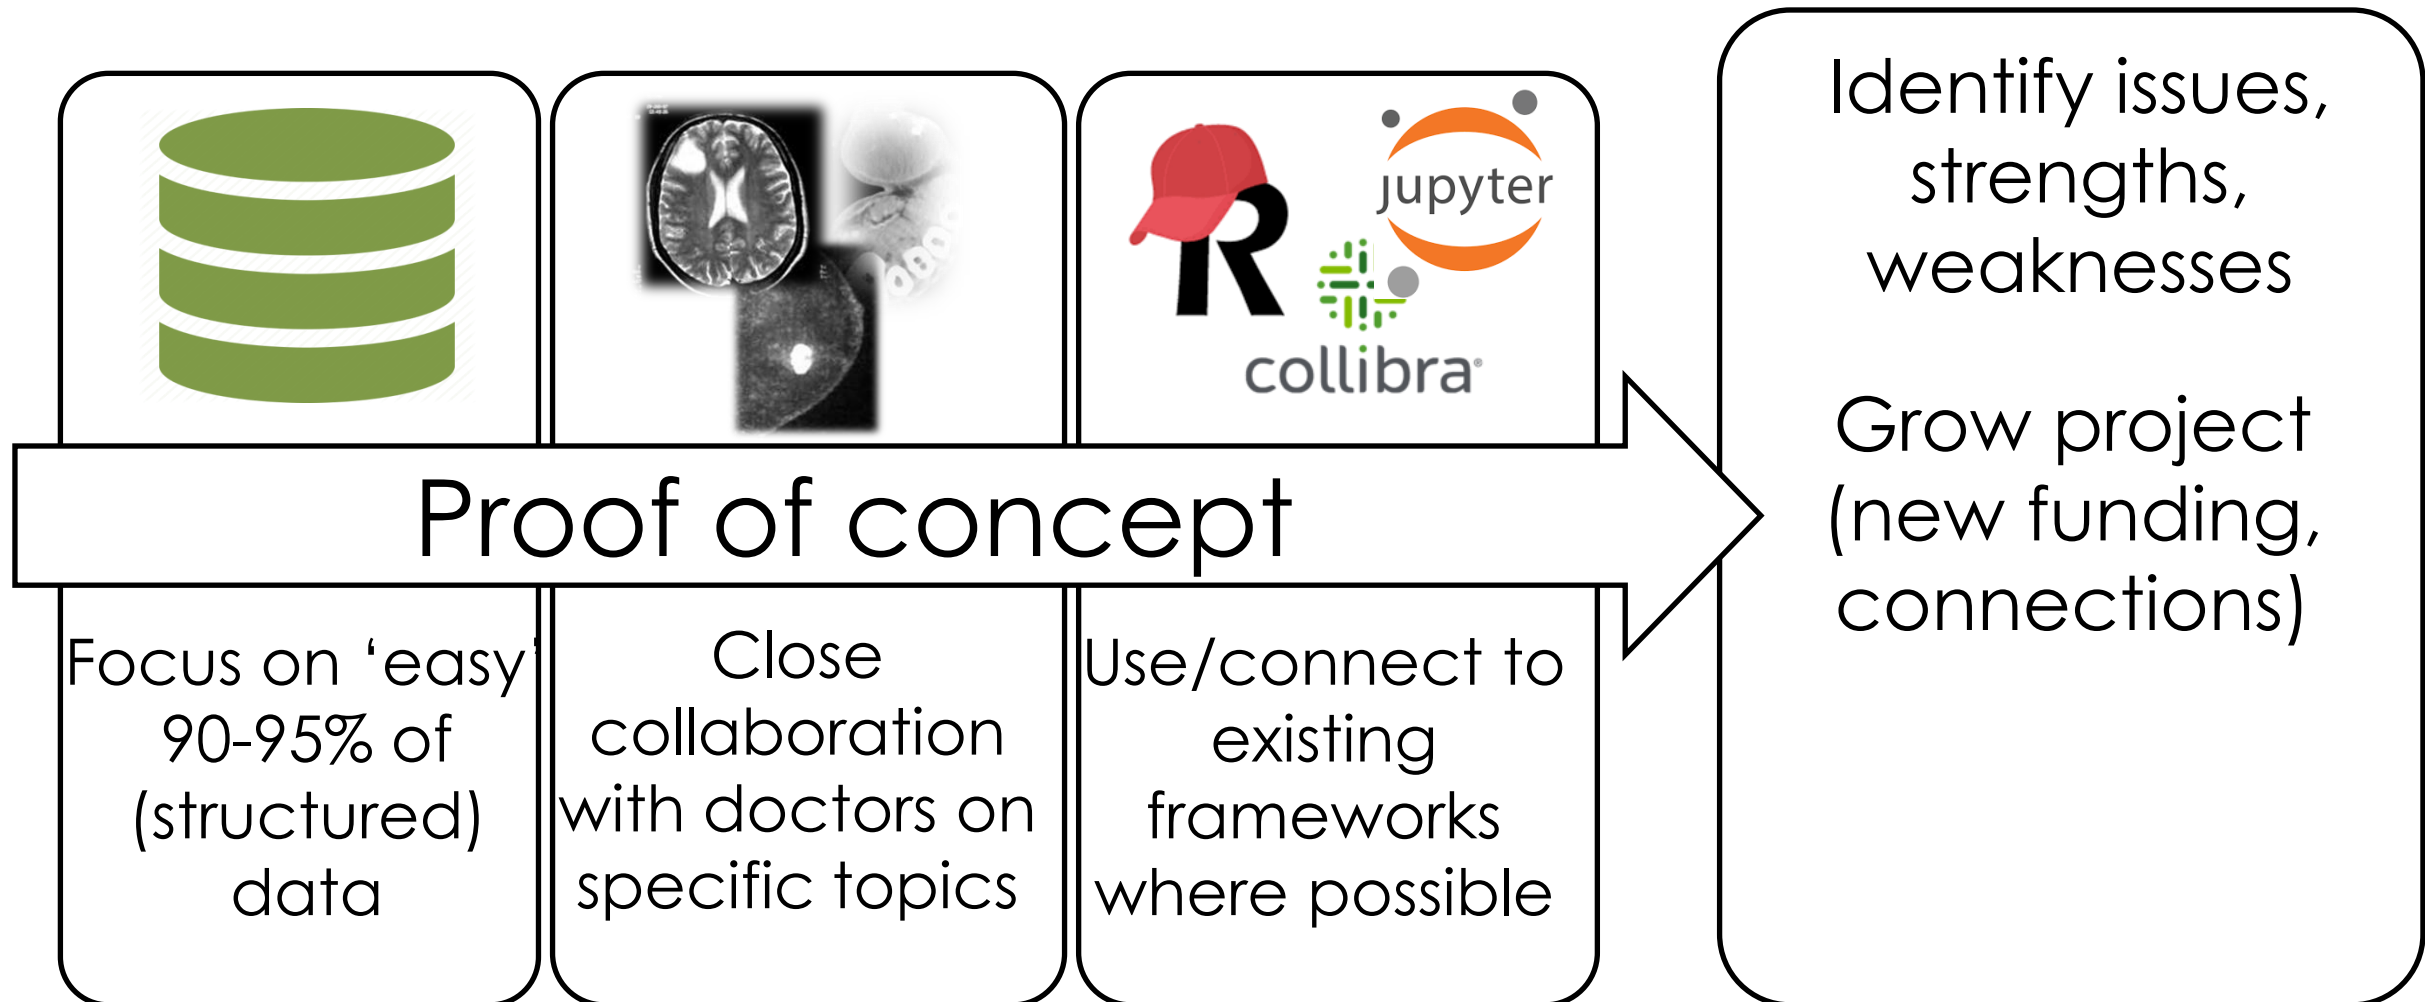 R
jupyter
collibra
Proof of concept
Focus on ‘easy’
90-95% of
(structured)
data
Close
collaboration
with doctors on
specific topics
Use/connect to
existing
frameworks
where possible
Identify issues,
strengths,
weaknesses
Grow project
(new funding,
connections)